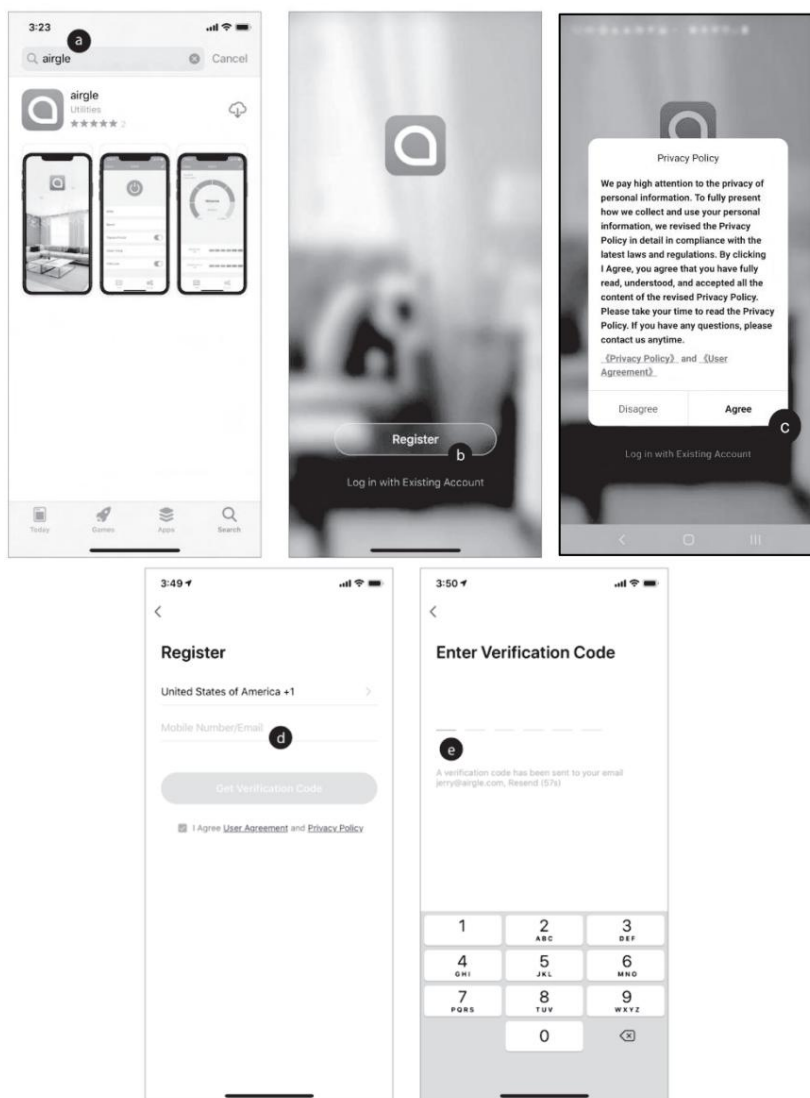 3:23
a
airgle
Cancel
airgle
Utilities
2
Today
Games
Apps
Search
Register
b
Log in with Existing Account
Privacy Policy
We pay high attention to the privacy of
personal information. To fully present
how we collect and use your personal
information, we revised the Privacy
Policy in detail in compliance with the
latest laws and regulations. By clicking
I Agree, you agree that you have fully
read, understood, and accepted all the
content of the revised Privacy Policy.
Please take your time to read the Privacy
Policy. If you have any questions, please
contact us anytime.
《Privacy Policy》 and 《User
Agreement》
Disagree
Agree
c
Log in with Existing Account
3:49
Register
United States of America +1
Mobile Number/Email
d
Get Verification Code
I Agree User Agreement and Privacy Policy
3:50
Enter Verification Code
e
A verification code has been sent to your email
jerry@airgle.com, Resend (57s)
1 2 3
ABC DEF
4 5 6
GHI JKL MNO
7 8 9
PQRS TUV WXYZ
0